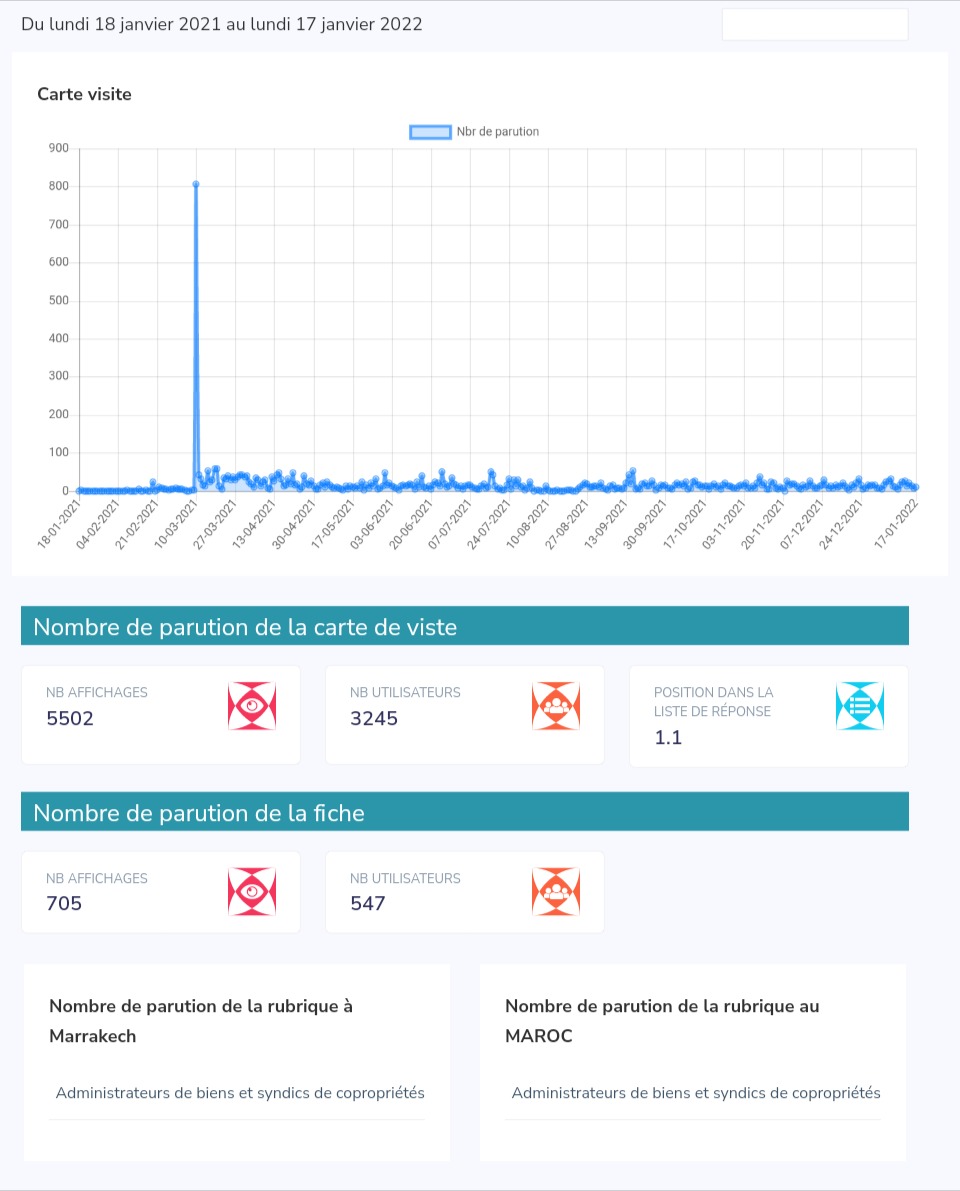 Du lundi 18 janvier 2021 au lundi 17 janvier 2022
Carte visite
Nbr de parution
900
800
700
600
500
400
300
200
100
0
18-01-2021
04-02-2021
21-02-2021
10-03-2021
27-03-2021
13-04-2021
30-04-2021
17-05-2021
03-06-2021
20-06-2021
07-07-2021
24-07-2021
10-08-2021
27-08-2021
13-09-2021
30-09-2021
17-10-2021
03-11-2021
20-11-2021
07-12-2021
24-12-2021
17-01-2022
Nombre de parution de la carte de viste
NB AFFICHAGES
5502
NB UTILISATEURS
3245
POSITION DANS LA
LISTE DE RÉPONSE
1.1
Nombre de parution de la fiche
NB AFFICHAGES
705
NB UTILISATEURS
547
Nombre de parution de la rubrique à
Marrakech
Administrateurs de biens et syndics de copropriétés
Nombre de parution de la rubrique au
MAROC
Administrateurs de biens et syndics de copropriétés